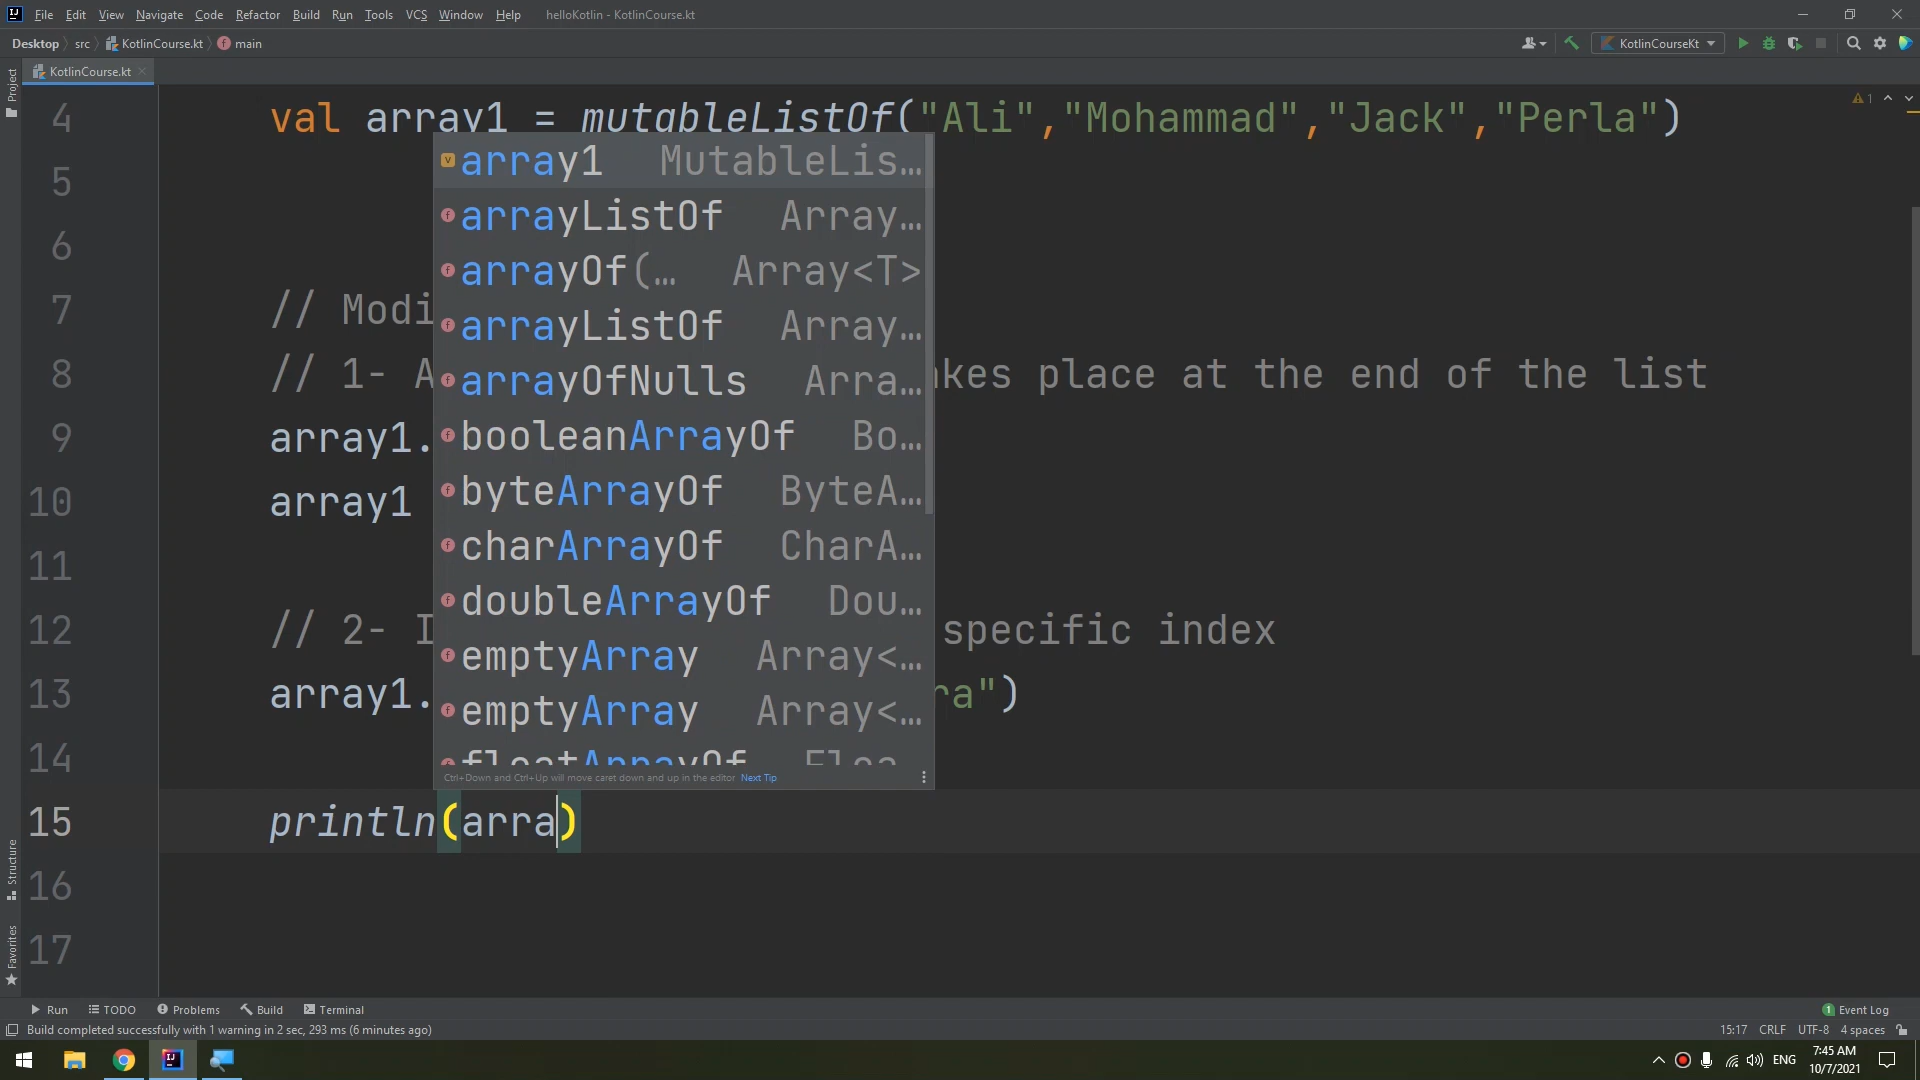 File Edit View Navigate Code Refactor Build Run Tools VCS Window Help helloKotlin - KotlinCourse.kt
Desktop src KotlinCourse.kt main KotlinCourseKt
Project
KotlinCourse.kt
4 val array1 = mutableListOf("Ali","Mohammad","Jack","Perla") 1
array1 MutableLis…
5
arrayListOf Array…
6
arrayOf(… Array<T>
7 // Modi
arrayListOf Array…
8 // 1- A kes place at the end of the list
arrayOfNulls Arra…
9 array1.
booleanArrayOf Bo…
10 array1
byteArrayOf ByteA…
11
charArrayOf CharA…
12 // 2- I specific index
doubleArrayOf Dou…
emptyArray Array<…
13 array1. ra")
emptyArray Array<…
14
floatArrayOf Floa
Ctrl+Down and Ctrl+Up will move caret down and up in the editor Next Tip
15 println(arra)
16
17
Structure
Favorites
Run TODO Problems Build Terminal 1 Event Log
Build completed successfully with 1 warning in 2 sec, 293 ms (6 minutes ago) 15:17 CRLF UTF-8 4 spaces
ENG 7:45 AM
10/7/2021